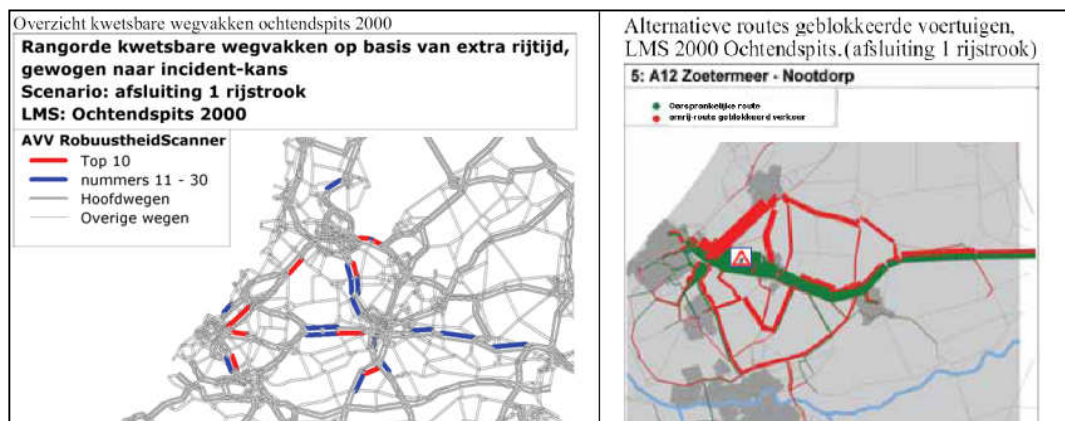 Overzicht kwetsbare wegvakken ochtendspits 2000
Rangorde kwetsbare wegvakken op basis van extra rijtijd,
gewogen naar incident-kans
Scenario: afsluiting 1 rijstrook
LMS: Ochtendspits 2000
AVV RobuustheidScanner
Top 10
nummers 11 - 30
Hoofdwegen
Overige wegen
Alternatieve routes geblokkeerde voertuigen,
LMS 2000 Ochtendspits.(afsluiting 1 rijstrook)
5: A12 Zoetermeer - Nootdorp
Oorspronkelijke route
omrij-route geblokkeerd verkeer